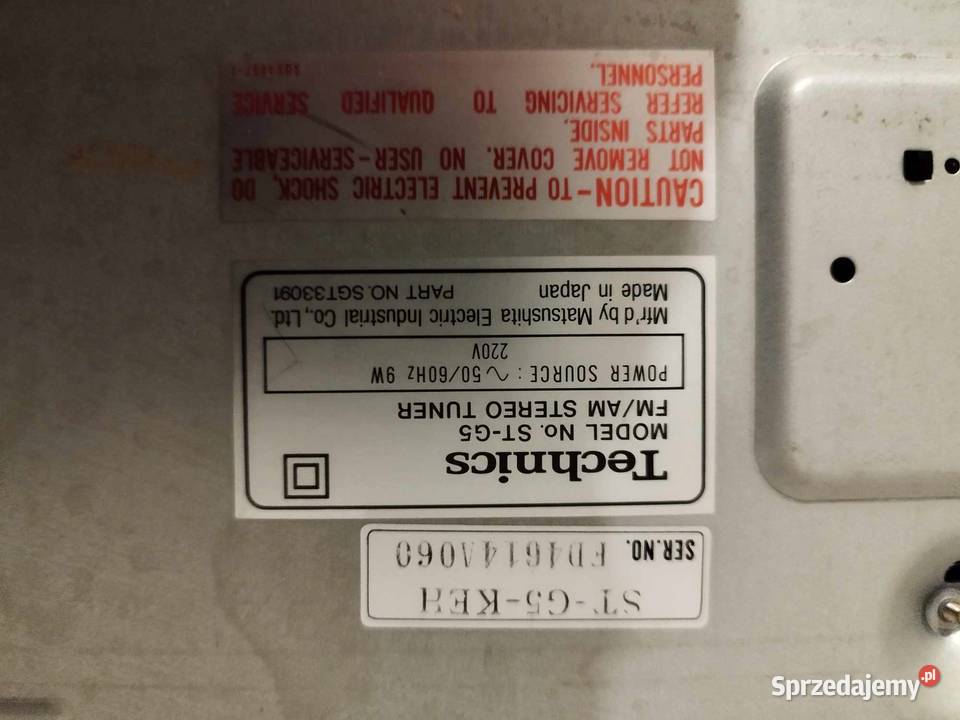 ST-G5-KEH
SER.NO. FD4614A060
Technics
MODEL No. ST-G5
FM/AM STEREO TUNER
POWER SOURCE : ∿ 50/60Hz 9W
220V
Mfr'd by Matsushita Electric Industrial Co., Ltd.
Made in Japan PART NO. SGT33091
CAUTION – TO PREVENT ELECTRIC SHOCK, DO
NOT REMOVE COVER. NO USER-SERVICEABLE
PARTS INSIDE.
REFER SERVICING TO QUALIFIED SERVICE
PERSONNEL.
Sprzedajemy.pl